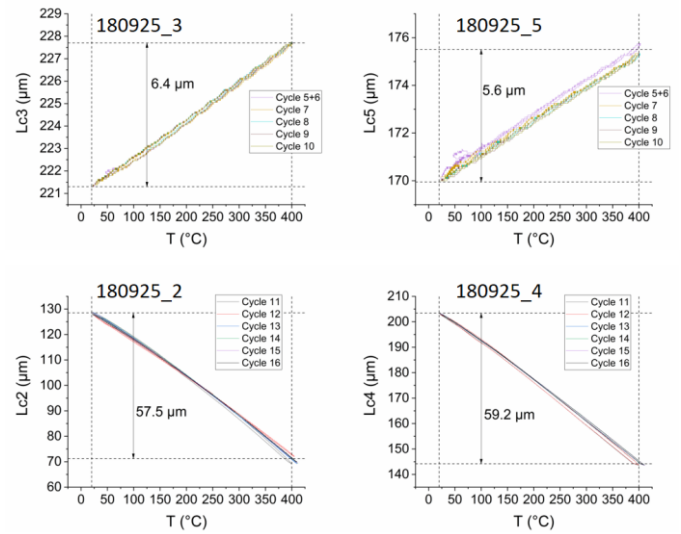 180925_3
229
228
227
226
225
224
223
222
221
Lc3 (µm)
6.4 µm
Cycle 5+6
Cycle 7
Cycle 8
Cycle 9
Cycle 10
0 50 100 150 200 250 300 350 400
T (°C)
180925_5
176
174
172
170
Lc5 (µm)
5.6 µm
Cycle 5+6
Cycle 7
Cycle 8
Cycle 9
Cycle 10
0 50 100 150 200 250 300 350 400
T (°C)
180925_2
130
120
110
100
90
80
70
60
Lc2 (µm)
57.5 µm
Cycle 11
Cycle 12
Cycle 13
Cycle 14
Cycle 15
Cycle 16
0 50 100 150 200 250 300 350 400
T (°C)
180925_4
210
200
190
180
170
160
150
140
Lc4 (µm)
59.2 µm
Cycle 11
Cycle 12
Cycle 13
Cycle 14
Cycle 15
Cycle 16
0 50 100 150 200 250 300 350 400
T (°C)